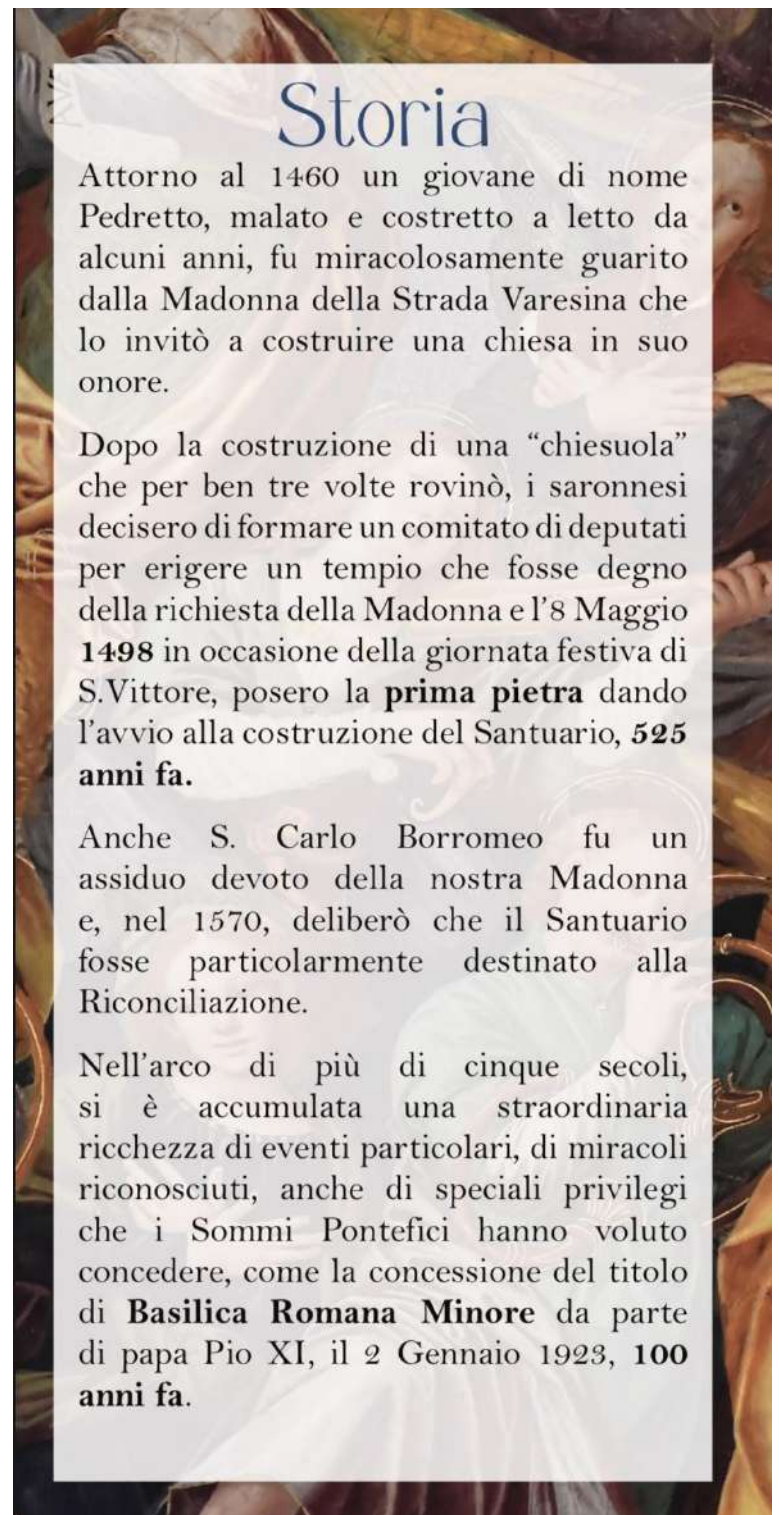 Storia
Attorno al 1460 un giovane di nome
Pedretto, malato e costretto a letto da
alcuni anni, fu miracolosamente guarito
dalla Madonna della Strada Varesina che
lo invitò a costruire una chiesa in suo
onore.
Dopo la costruzione di una “chiesuola”
che per ben tre volte rovinò, i saronnesi
decisero di formare un comitato di deputati
per erigere un tempio che fosse degno
della richiesta della Madonna e l’8 Maggio
1498 in occasione della giornata festiva di
S.Vittore, posero la prima pietra dando
l’avvio alla costruzione del Santuario, 525
anni fa.
Anche S. Carlo Borromeo fu un
assiduo devoto della nostra Madonna
e, nel 1570, deliberò che il Santuario
fosse particolarmente destinato alla
Riconciliazione.
Nell’arco di più di cinque secoli,
si è accumulata una straordinaria
ricchezza di eventi particolari, di miracoli
riconosciuti, anche di speciali privilegi
che i Sommi Pontefici hanno voluto
concedere, come la concessione del titolo
di Basilica Romana Minore da parte
di papa Pio XI, il 2 Gennaio 1923, 100
anni fa.